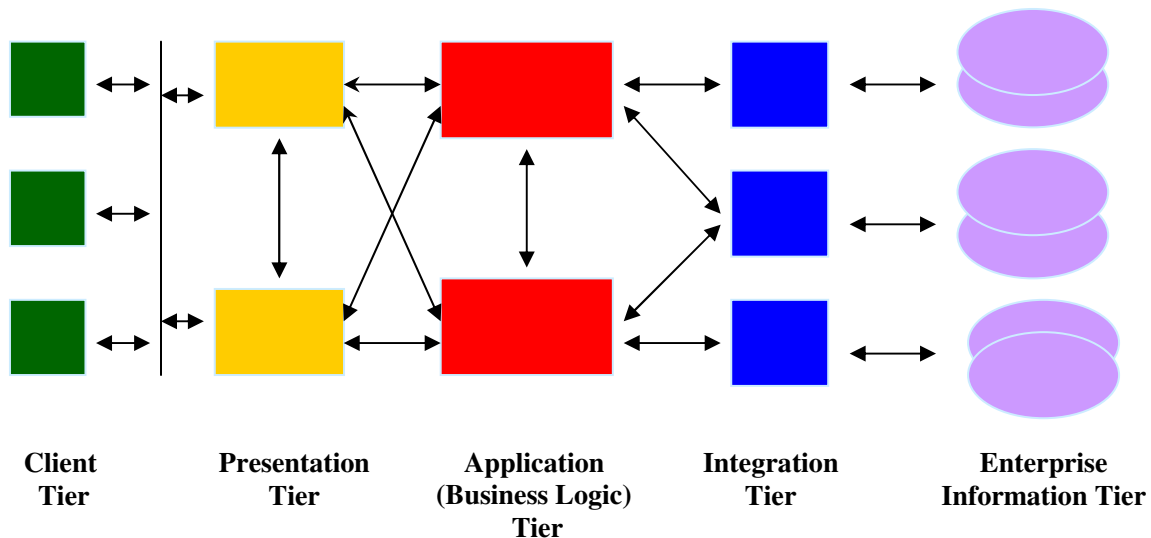 Client
Tier
Presentation
Tier
Application
(Business Logic)
Tier
Integration
Tier
Enterprise
Information Tier